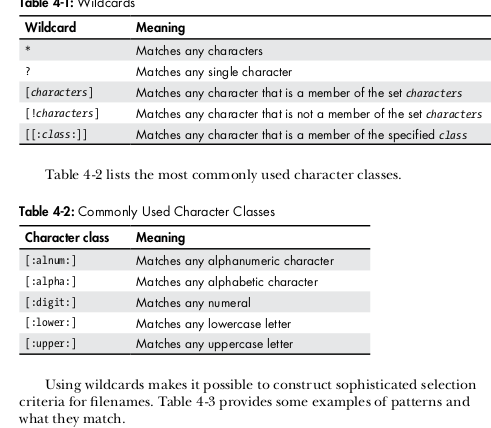 Table 4-1: Wildcards
Wildcard Meaning
* Matches any characters
? Matches any single character
[characters] Matches any character that is a member of the set characters
[!characters] Matches any character that is not a member of the set characters
[[:class:]] Matches any character that is a member of the specified class
Table 4-2 lists the most commonly used character classes.
Table 4-2: Commonly Used Character Classes
Character class Meaning
[:alnum:] Matches any alphanumeric character
[:alpha:] Matches any alphabetic character
[:digit:] Matches any numeral
[:lower:] Matches any lowercase letter
[:upper:] Matches any uppercase letter
Using wildcards makes it possible to construct sophisticated selection
criteria for filenames. Table 4-3 provides some examples of patterns and
what they match.